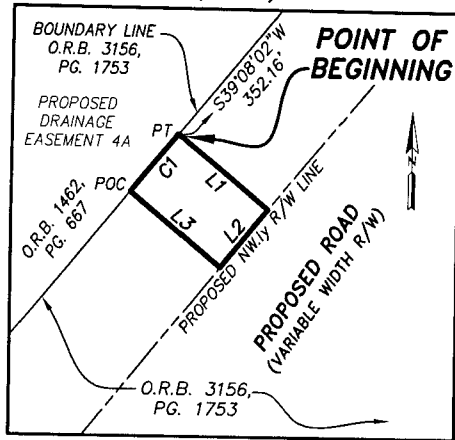 BOUNDARY LINE
O.R.B. 3156,
PG. 1753
S39°08'02"W
352.16'
POINT OF
BEGINNING
PROPOSED
DRAINAGE
EASEMENT 4A
PT
POC
C1
L1
L2
L3
O.R.B. 1462,
PG. 667
PROPOSED NW.ly R/W LINE
PROPOSED ROAD
(VARIABLE WIDTH R/W)
N
O.R.B. 3156,
PG. 1753